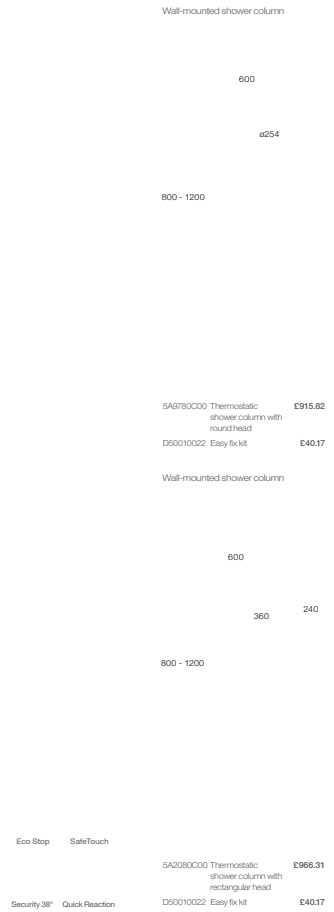 Wall-mounted shower column
600
ø254
800 - 1200
5A9780C00 Thermostatic £915.82
shower column with
round head
D50010022 Easy fix kit £40.17
Wall-mounted shower column
600
240
360
800 - 1200
Eco Stop SafeTouch
5A2080C00 Thermostatic £966.31
shower column with
rectangular head
Security 38° Quick Reaction D50010022 Easy fix kit £40.17